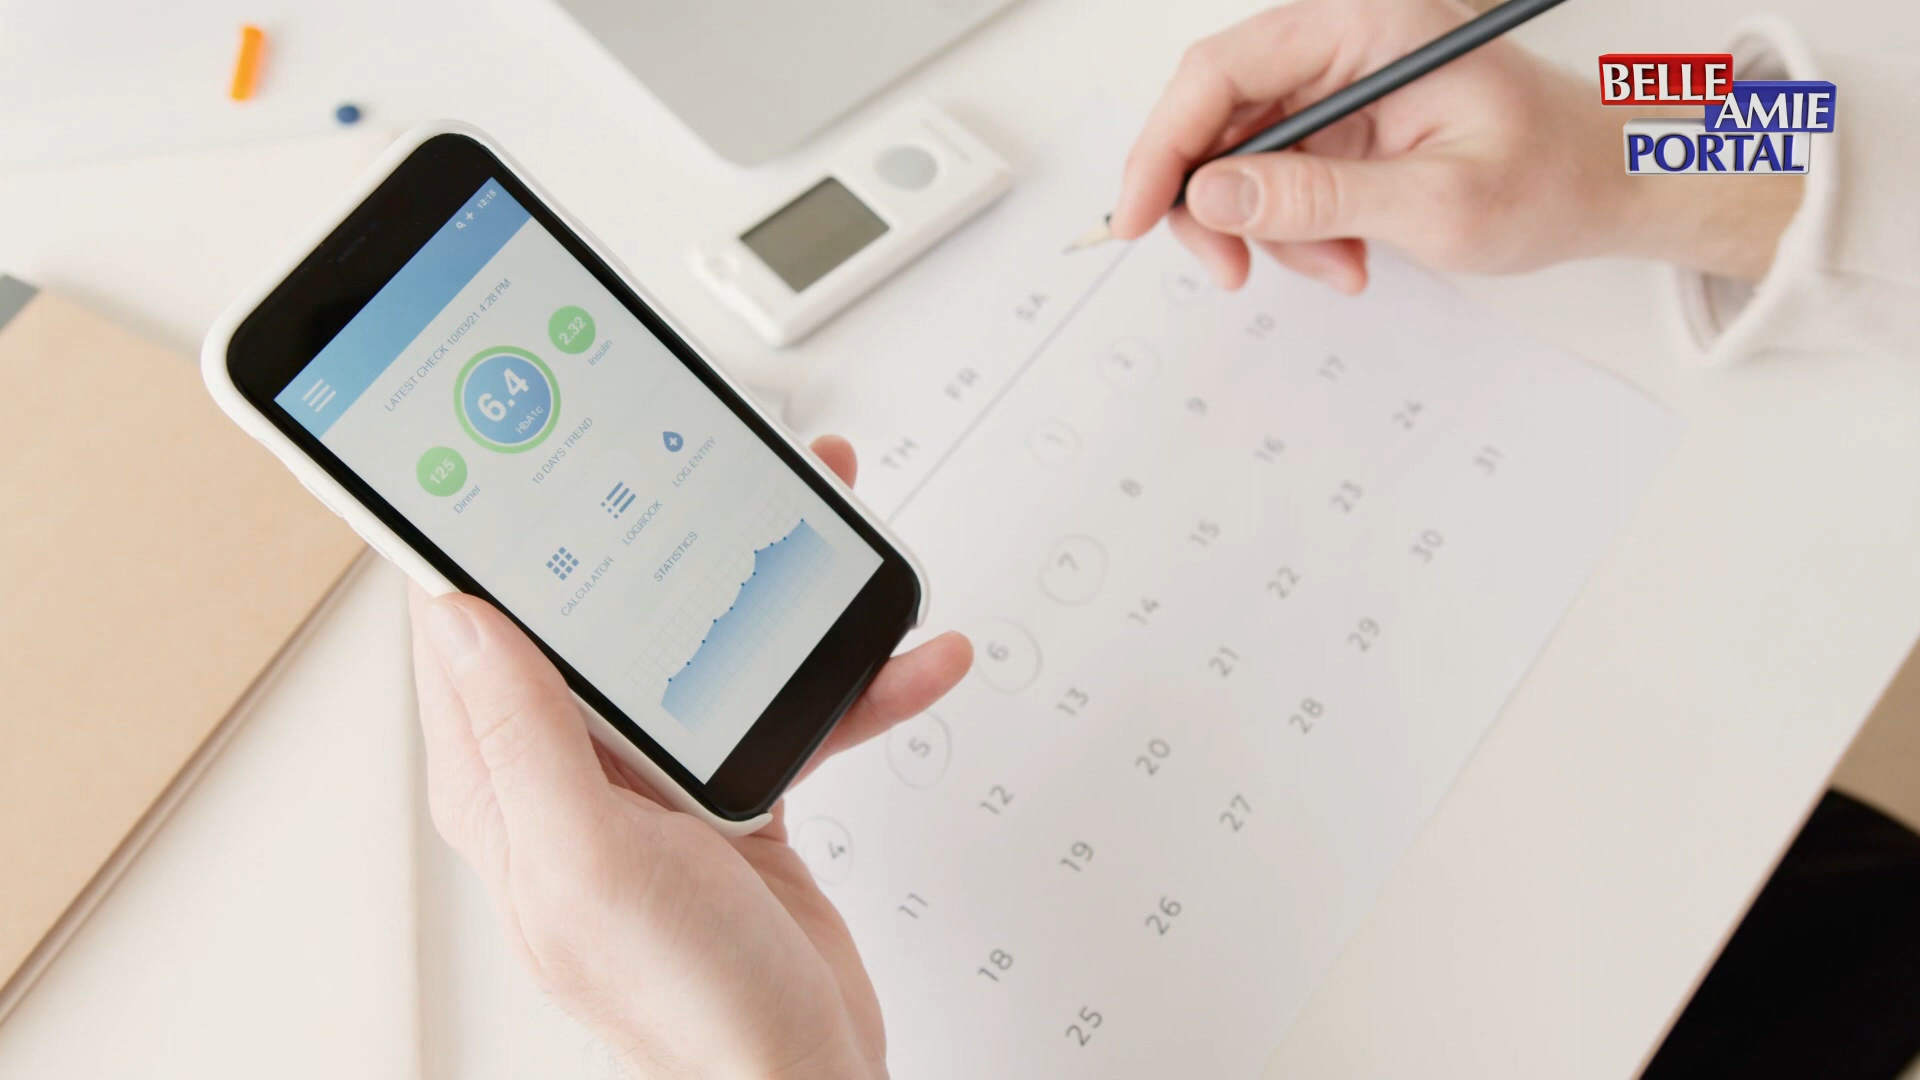 BELLE
AMIE
PORTAL
13:18
LATEST CHECK 10/03/21 4:28 PM
125
Dinner
6.4
HbA1c
2.32
Insulin
10 DAYS TREND
CALCULATOR
LOGBOOK
LOG ENTRY
STATISTICS
TH FR SA
1 2 3
4 5 6 7 8 9 10
11 12 13 14 15 16 17
18 19 20 21 22 23 24
25 26 27 28 29 30 31